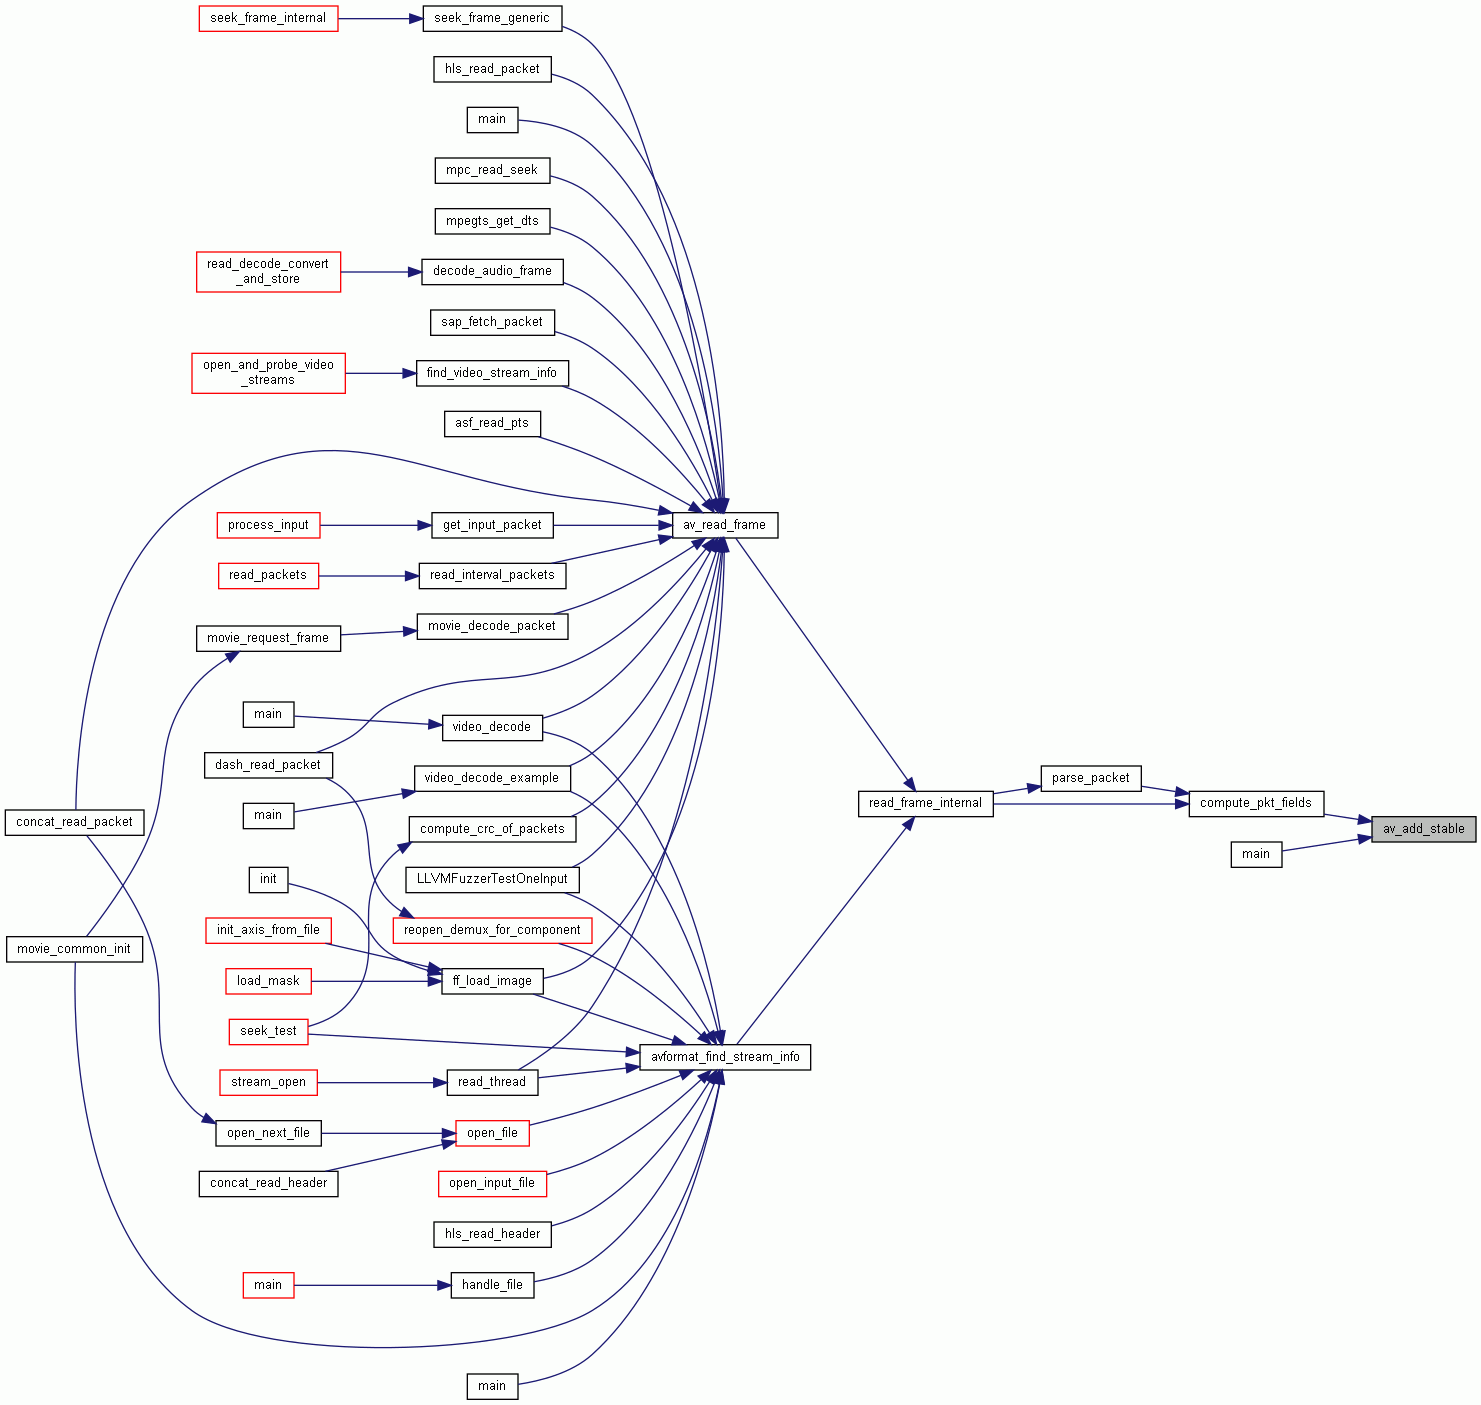 seek_frame_internal
seek_frame_generic
hls_read_packet
main
mpc_read_seek
mpegts_get_dts
read_decode_convert
_and_store
decode_audio_frame
sap_fetch_packet
open_and_probe_video
_streams
find_video_stream_info
asf_read_pts
process_input
get_input_packet
av_read_frame
read_packets
read_interval_packets
movie_request_frame
movie_decode_packet
main
video_decode
dash_read_packet
video_decode_example
parse_packet
main
concat_read_packet
compute_crc_of_packets
read_frame_internal
compute_pkt_fields
av_add_stable
main
init
LLVMFuzzerTestOneInput
init_axis_from_file
reopen_demux_for_component
movie_common_init
load_mask
ff_load_image
seek_test
avformat_find_stream_info
stream_open
read_thread
open_next_file
open_file
concat_read_header
open_input_file
hls_read_header
main
handle_file
main